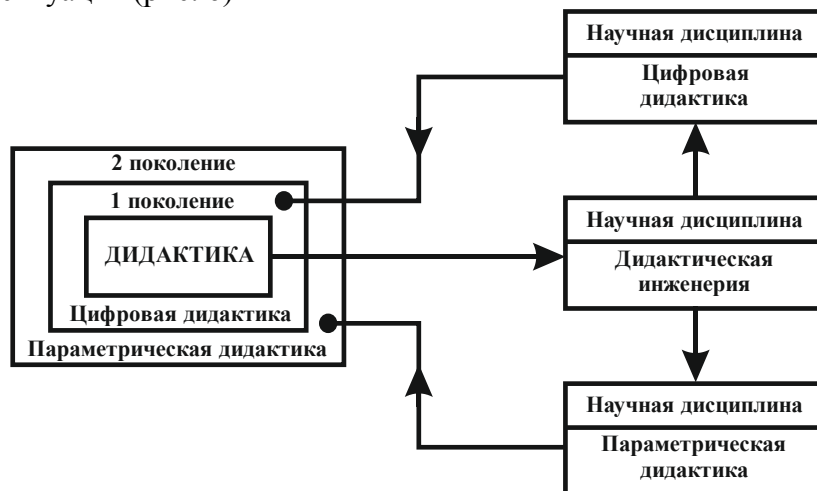 Научная дисциплина
Цифровая
дидактика
2 поколение
1 поколение
ДИДАКТИКА
Цифровая дидактика
Параметрическая дидактика
Научная дисциплина
Дидактическая
инженерия
Научная дисциплина
Параметрическая
дидактика